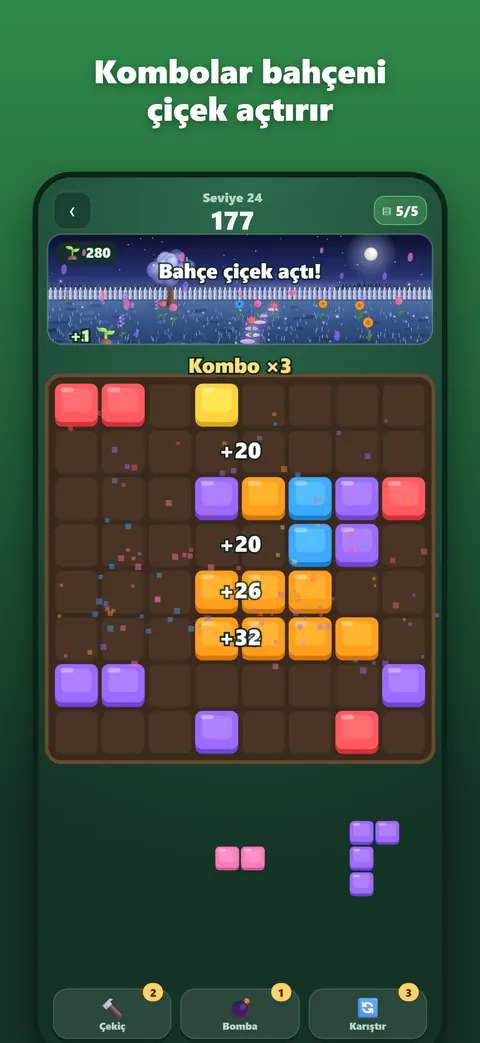 Kombolar bahçeni
çiçek açtırır
‹
Seviye 24
177
5/5
280
Bahçe çiçek açtı!
+1
Kombo ×3
+20
+20
+26
+32
2
1
3
Çekiç
Bomba
Karıştır